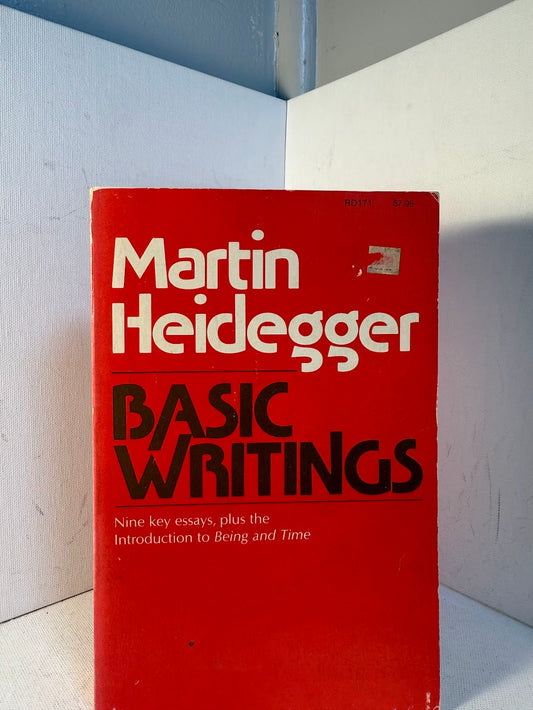 RD171 $7.95
Martin
Heidegger
BASIC
WRITINGS
Nine key essays, plus the
Introduction to Being and Time